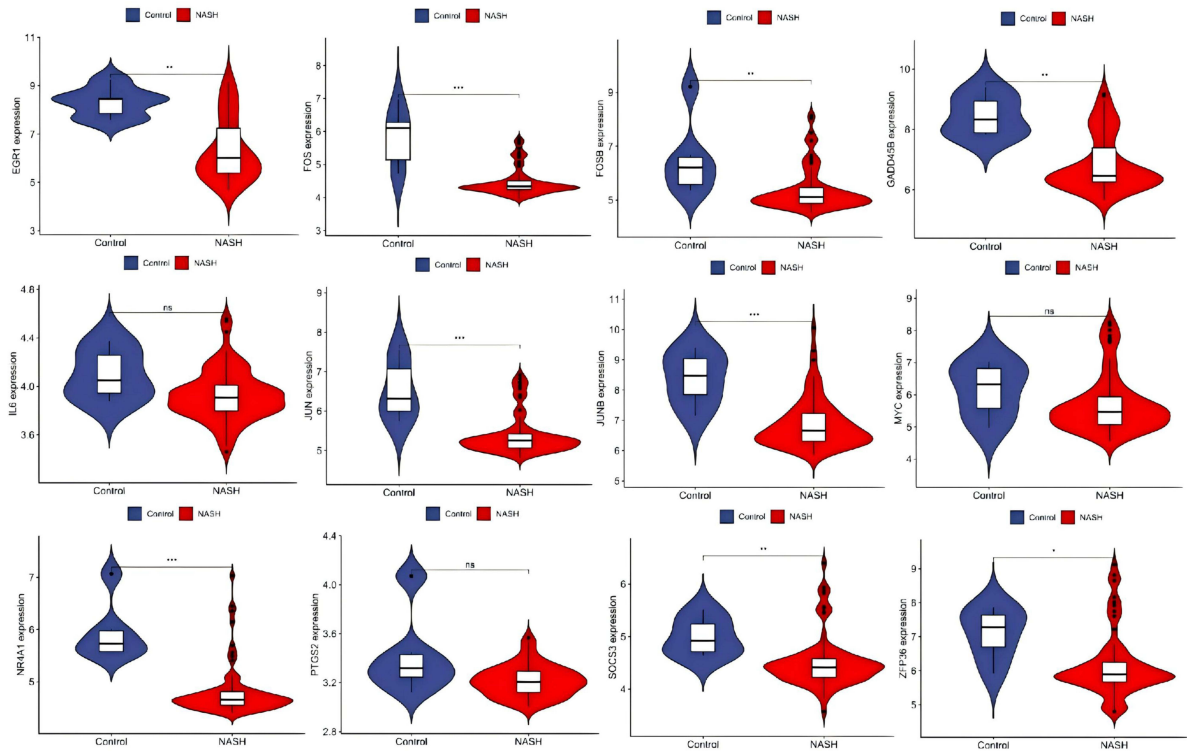 Control NASH
EGR1 expression
11
9
7
5
3
**
Control NASH
Control NASH
FOS expression
8
7
6
5
4
3
***
Control NASH
Control NASH
FOSB expression
9
7
5
**
Control NASH
Control NASH
GADD45B expression
10
8
6
**
Control NASH
Control NASH
IL6 expression
4.8
4.4
4.0
3.6
ns
Control NASH
Control NASH
JUN expression
9
8
7
6
5
***
Control NASH
Control NASH
JUNB expression
11
10
9
8
7
6
5
***
Control NASH
Control NASH
MYC expression
9
8
7
6
5
4
ns
Control NASH
Control NASH
NR4A1 expression
7
6
5
***
Control NASH
Control NASH
PTGS2 expression
4.4
4.0
3.6
3.2
2.8
ns
Control NASH
Control NASH
SOCS3 expression
6
5
4
**
Control NASH
Control NASH
ZFP36 expression
9
8
7
6
5
*
Control NASH